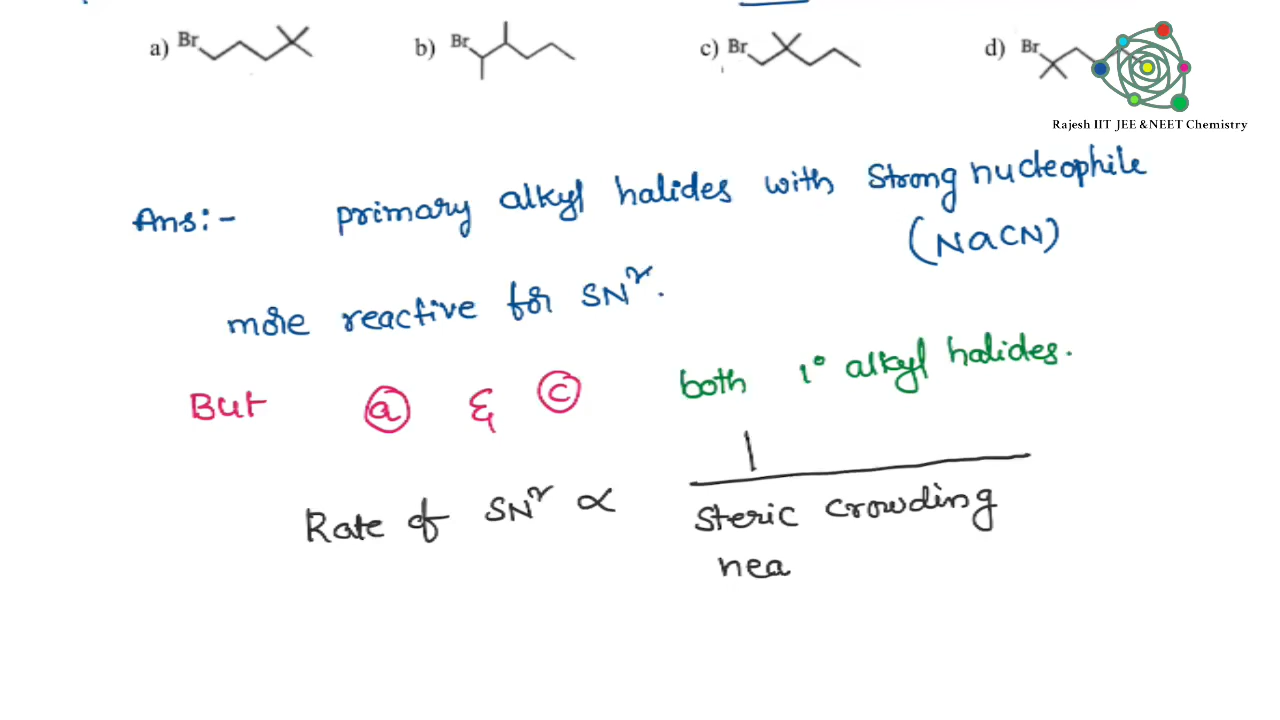 a) Br b) Br c) Br d) Br
Rajesh IIT JEE & NEET Chemistry
Ans:- primary alkyl halides with strong nucleophile
(NaCN)
more reactive for SN².
But a & c both 1° alkyl halides.
Rate of SN² ∝ 1
steric crowding
nea